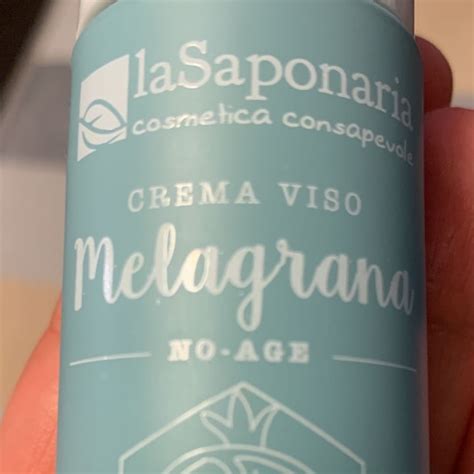 laSaponaria
cosmetica consapevole
CREMA VISO
Melagrana
NO-AGE